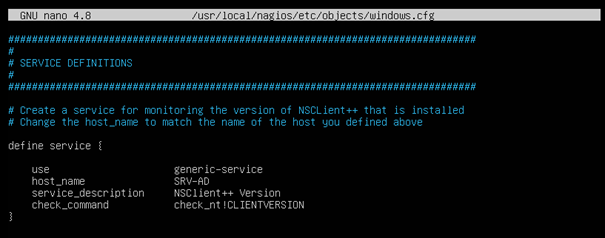 GNU nano 4.8 /usr/local/nagios/etc/objects/windows.cfg
###############################################################################
#
# SERVICE DEFINITIONS
#
###############################################################################
# Create a service for monitoring the version of NSCLient++ that is installed
# Change the host_name to match the name of the host you defined above
define service {
use generic-service
host_name SRV-AD
service_description NSClient++ Version
check_command check_nt!CLIENTVERSION
}